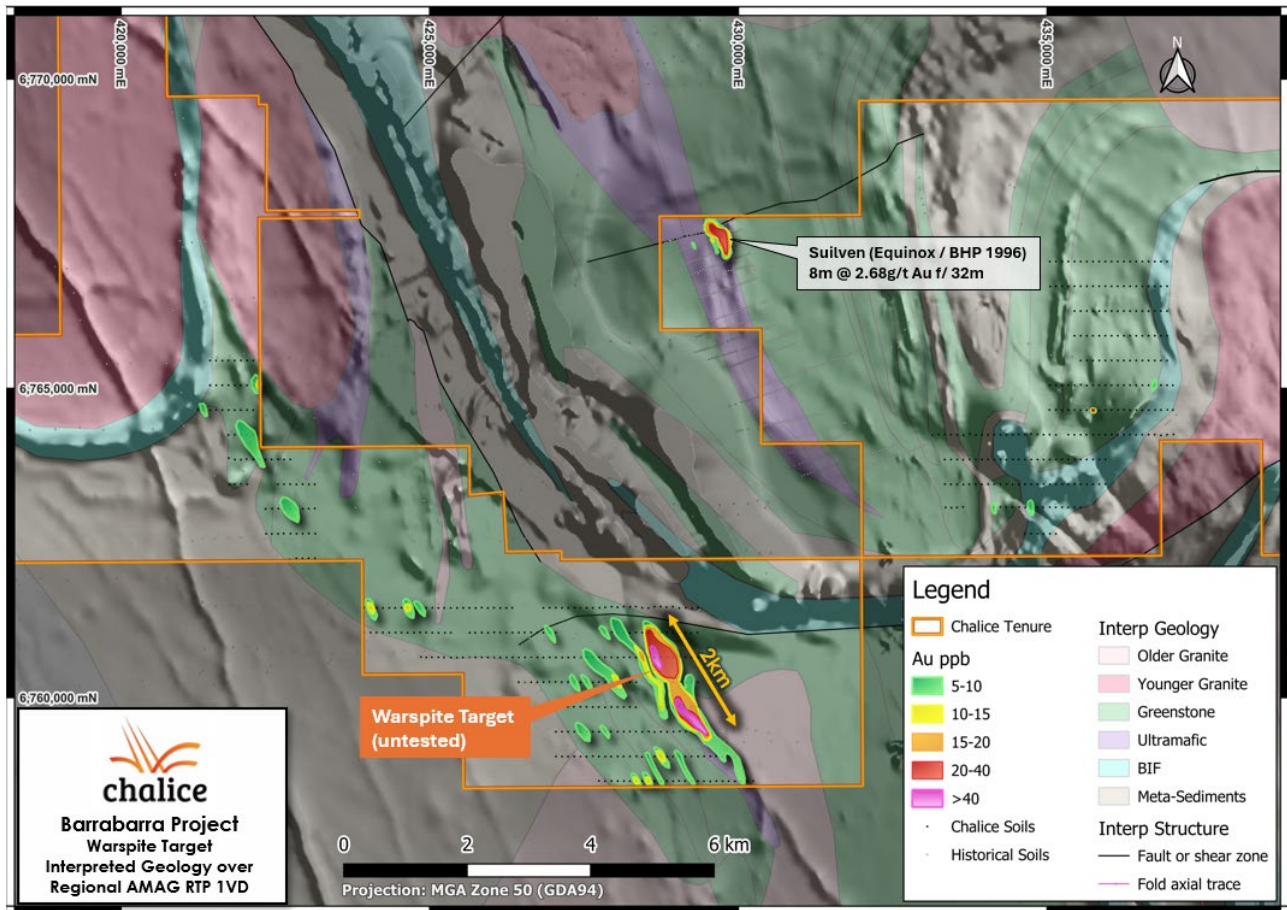 420,000 mE
425,000 mE
430,000 mE
435,000 mE
N
6,770,000 mN
6,765,000 mN
6,760,000 mN
Suilven (Equinox / BHP 1996)
8m @ 2.68g/t Au f/ 32m
2km
Warspite Target
(untested)
chalice
Barrabarra Project
Warspite Target
Interpreted Geology over
Regional AMAG RTP 1VD
0 2 4 6 km
Projection: MGA Zone 50 (GDA94)
Legend
Chalice Tenure
Au ppb
5-10
10-15
15-20
20-40
>40
Chalice Soils
Historical Soils
Interp Geology
Older Granite
Younger Granite
Greenstone
Ultramafic
BIF
Meta-Sediments
Interp Structure
Fault or shear zone
Fold axial trace